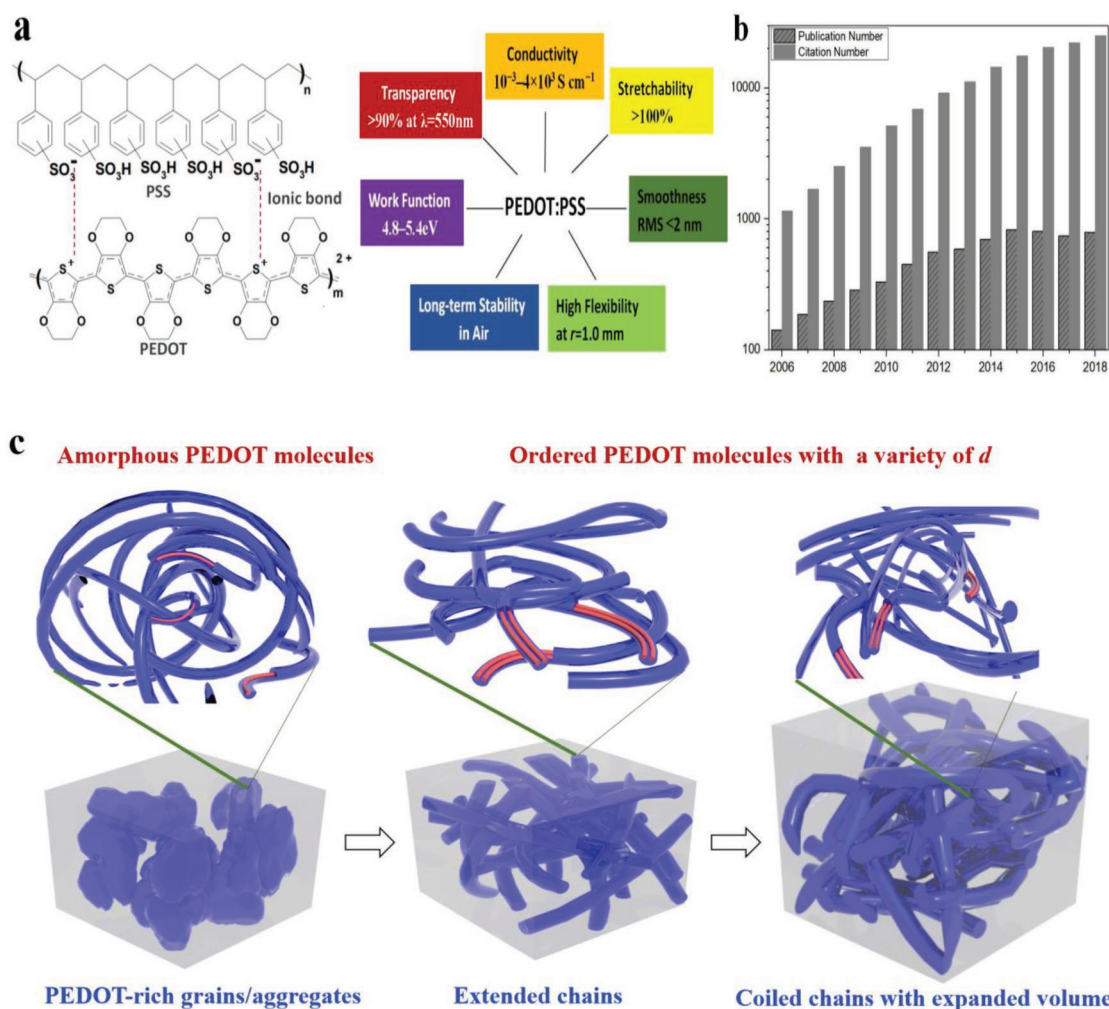 a
n
SO3- SO3H SO3H SO3H SO3- SO3H
PSS
Ionic bond
O O O O O O
S+ S S S S+ S
2+
m
O O O O O O
PEDOT
Transparency
>90% at λ=550nm
Conductivity
10⁻³–4×10³ S cm⁻¹
Stretchability
>100%
Work Function
4.8–5.4eV
PEDOT:PSS
Smoothness
RMS <2 nm
Long-term Stability
in Air
High Flexibility
at r=1.0 mm
b
Publication Number
Citation Number
10000
1000
100
2006 2008 2010 2012 2014 2016 2018
c
Amorphous PEDOT molecules
Ordered PEDOT molecules with a variety of d
PEDOT-rich grains/aggregates
Extended chains
Coiled chains with expanded volume